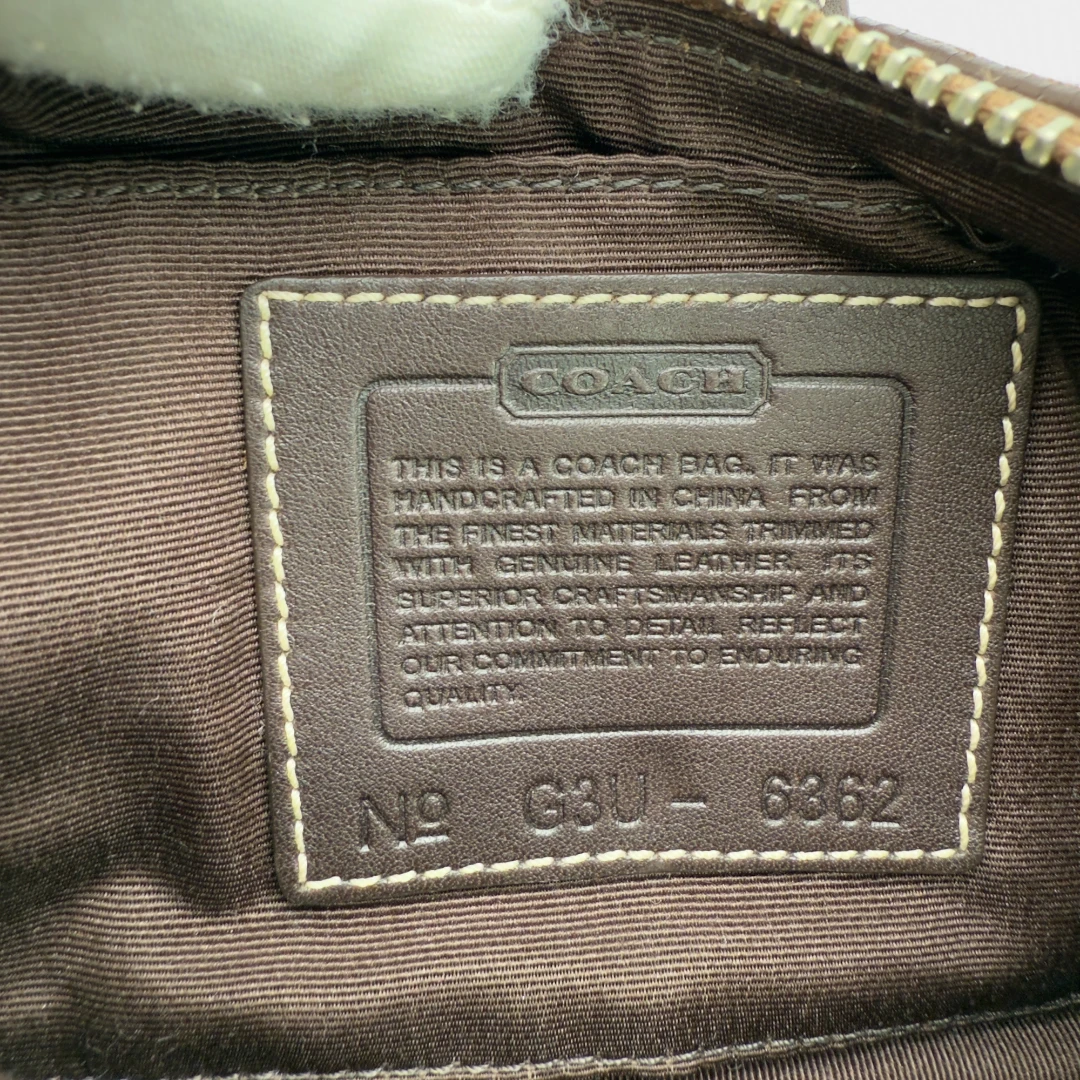 COACH
THIS IS A COACH BAG. IT WAS
HANDCRAFTED IN CHINA FROM
THE FINEST MATERIALS TRIMMED
WITH GENUINE LEATHER. ITS
SUPERIOR CRAFTSMANSHIP AND
ATTENTION TO DETAIL REFLECT
OUR COMMITMENT TO ENDURING
QUALITY.
Nº G3U - 6362